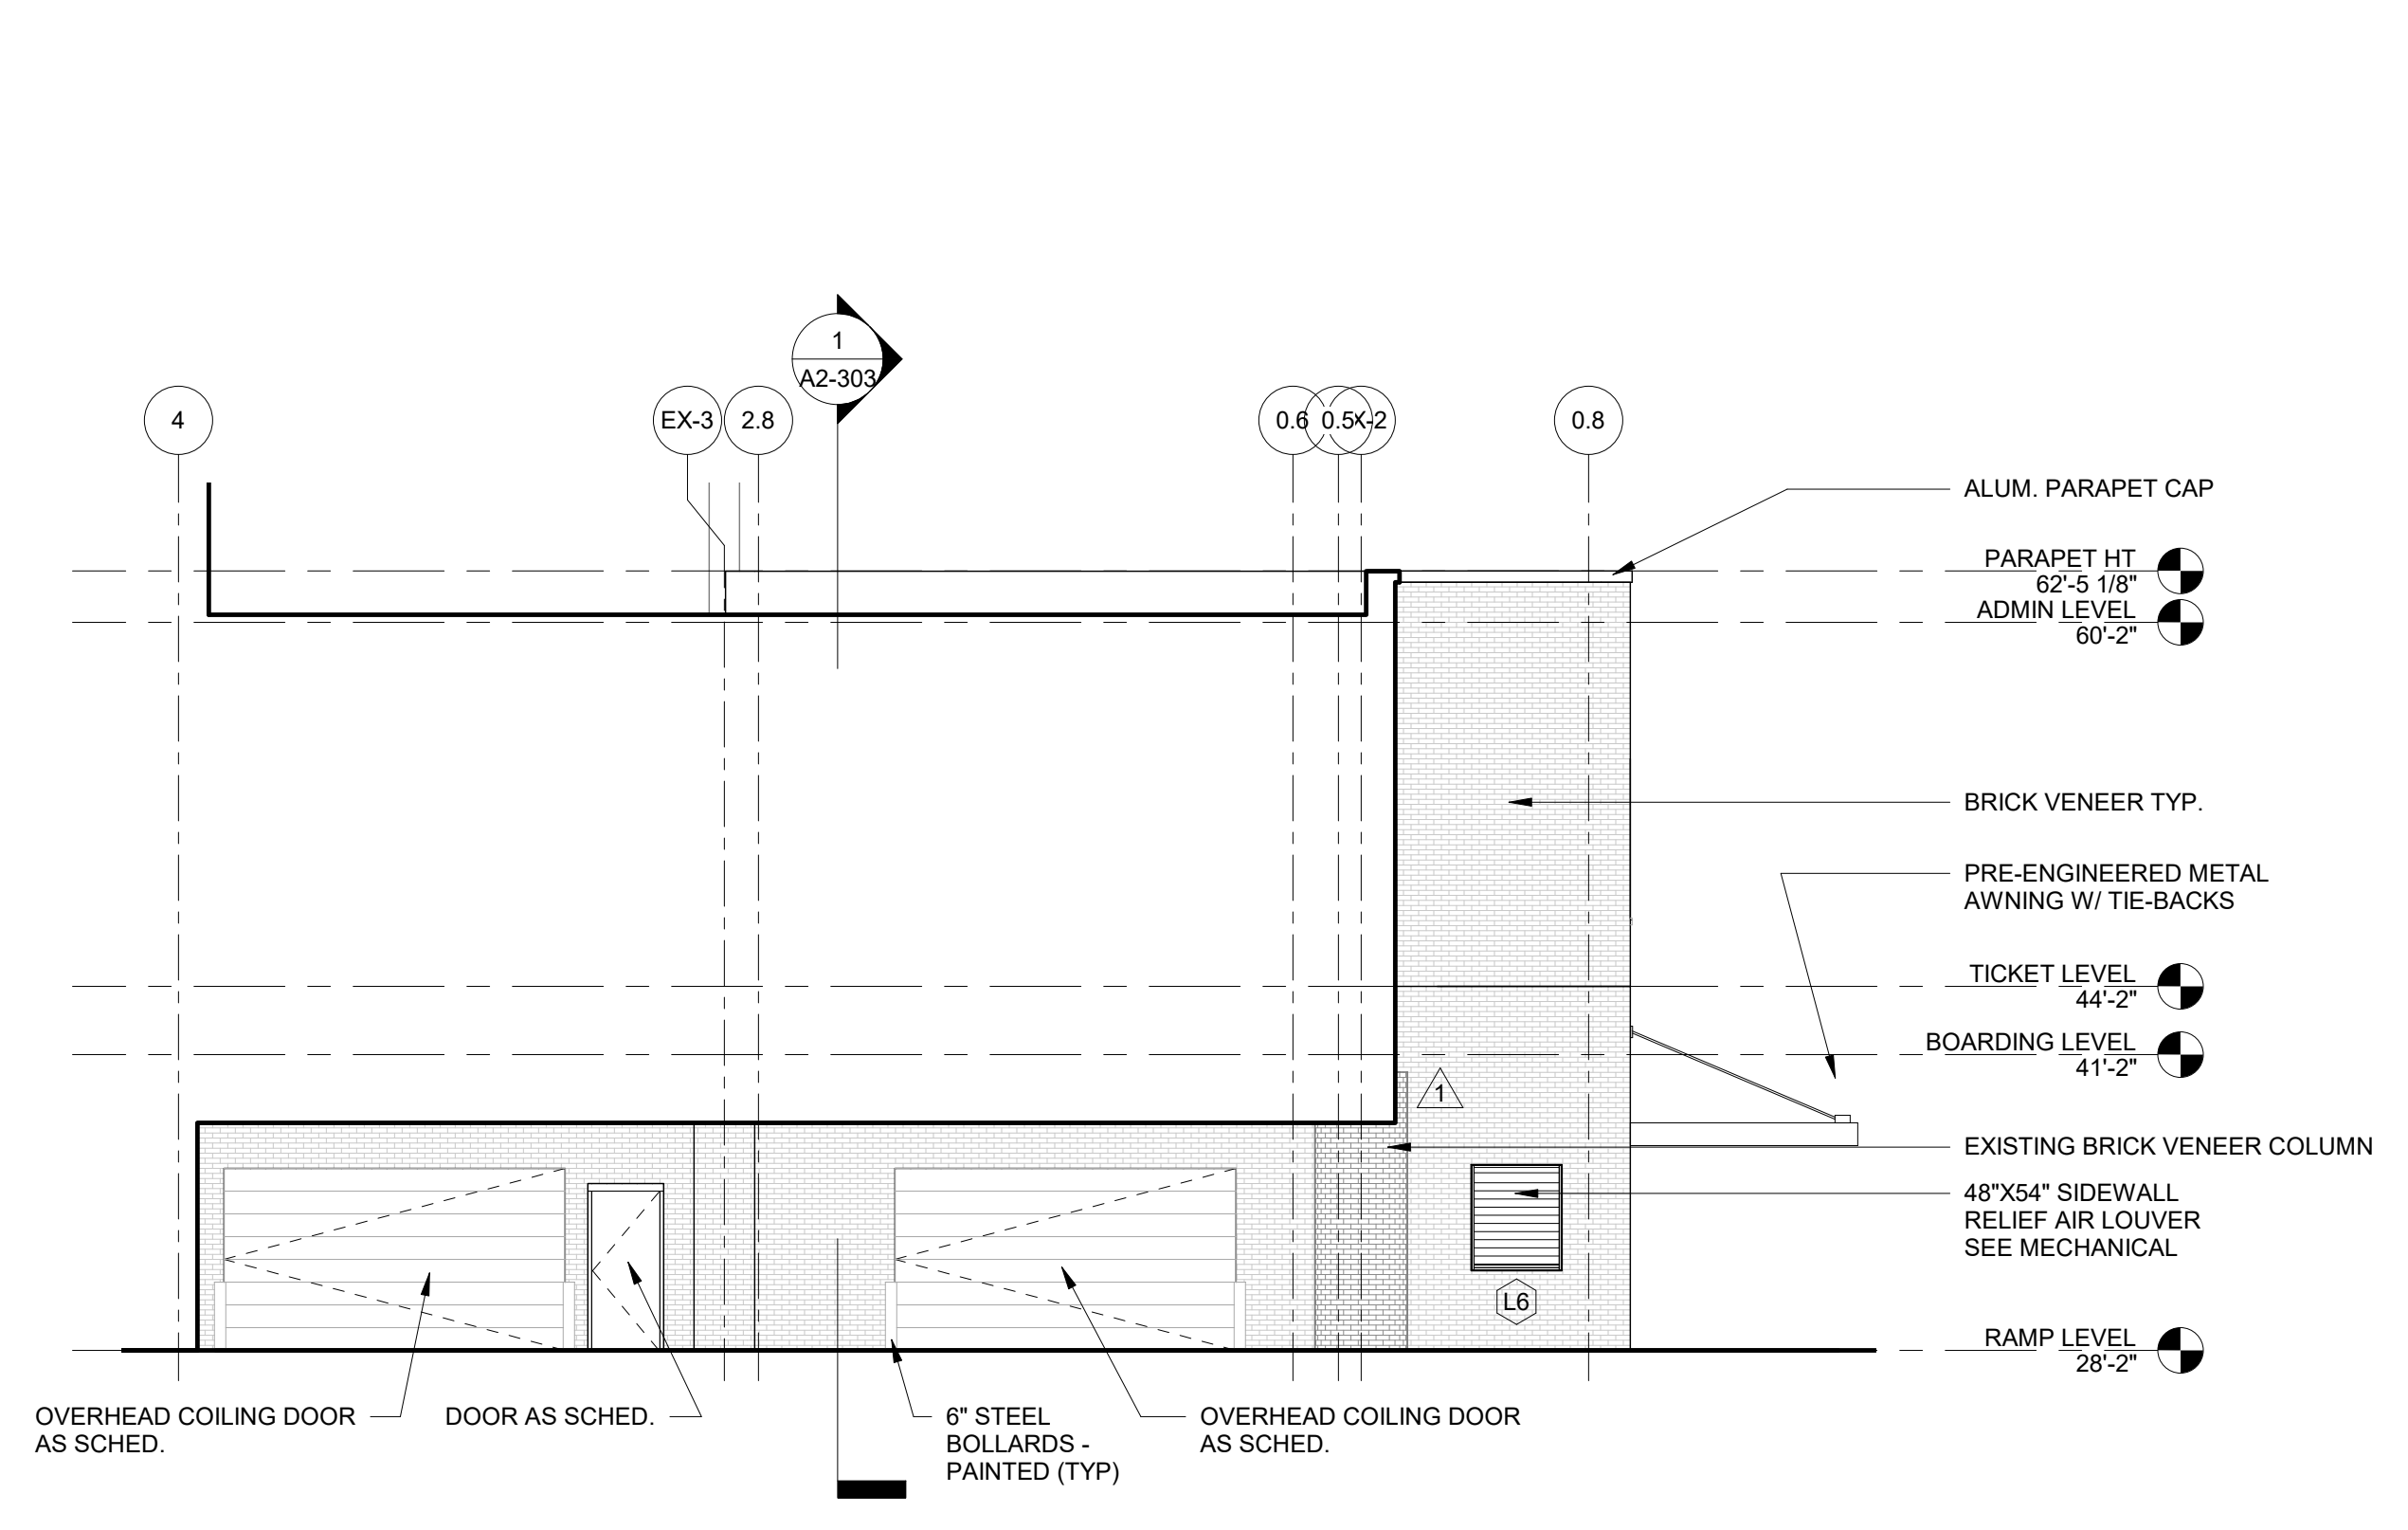 1
A2-303
4
EX-3
2.8
0.6
0.5
X-2
0.8
ALUM. PARAPET CAP
PARAPET HT
62'-5 1/8"
ADMIN LEVEL
60'-2"
BRICK VENEER TYP.
PRE-ENGINEERED METAL
AWNING W/ TIE-BACKS
TICKET LEVEL
44'-2"
BOARDING LEVEL
41'-2"
1
EXISTING BRICK VENEER COLUMN
48"X54" SIDEWALL
RELIEF AIR LOUVER
SEE MECHANICAL
L6
RAMP LEVEL
28'-2"
OVERHEAD COILING DOOR
AS SCHED.
DOOR AS SCHED.
6" STEEL
BOLLARDS -
PAINTED (TYP)
OVERHEAD COILING DOOR
AS SCHED.